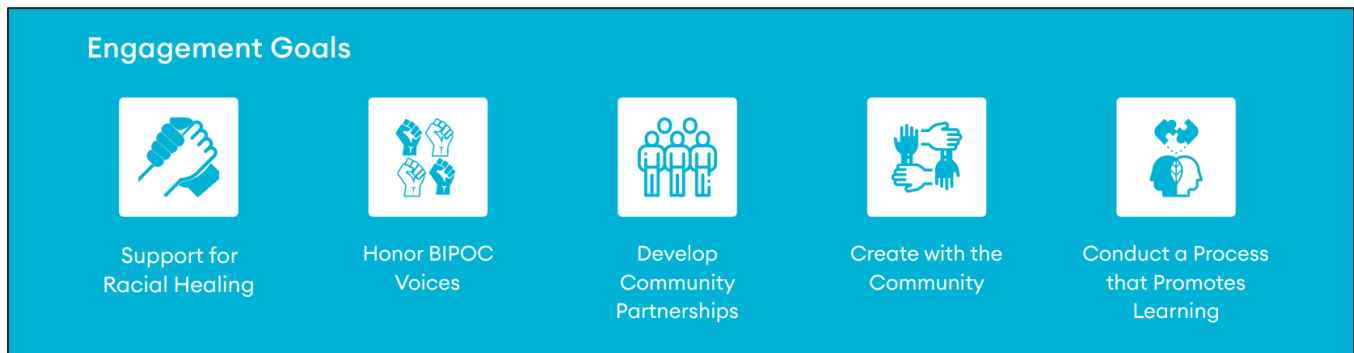 Engagement Goals
Support for
Racial Healing
Honor BIPOC
Voices
Develop
Community
Partnerships
Create with the
Community
Conduct a Process
that Promotes
Learning